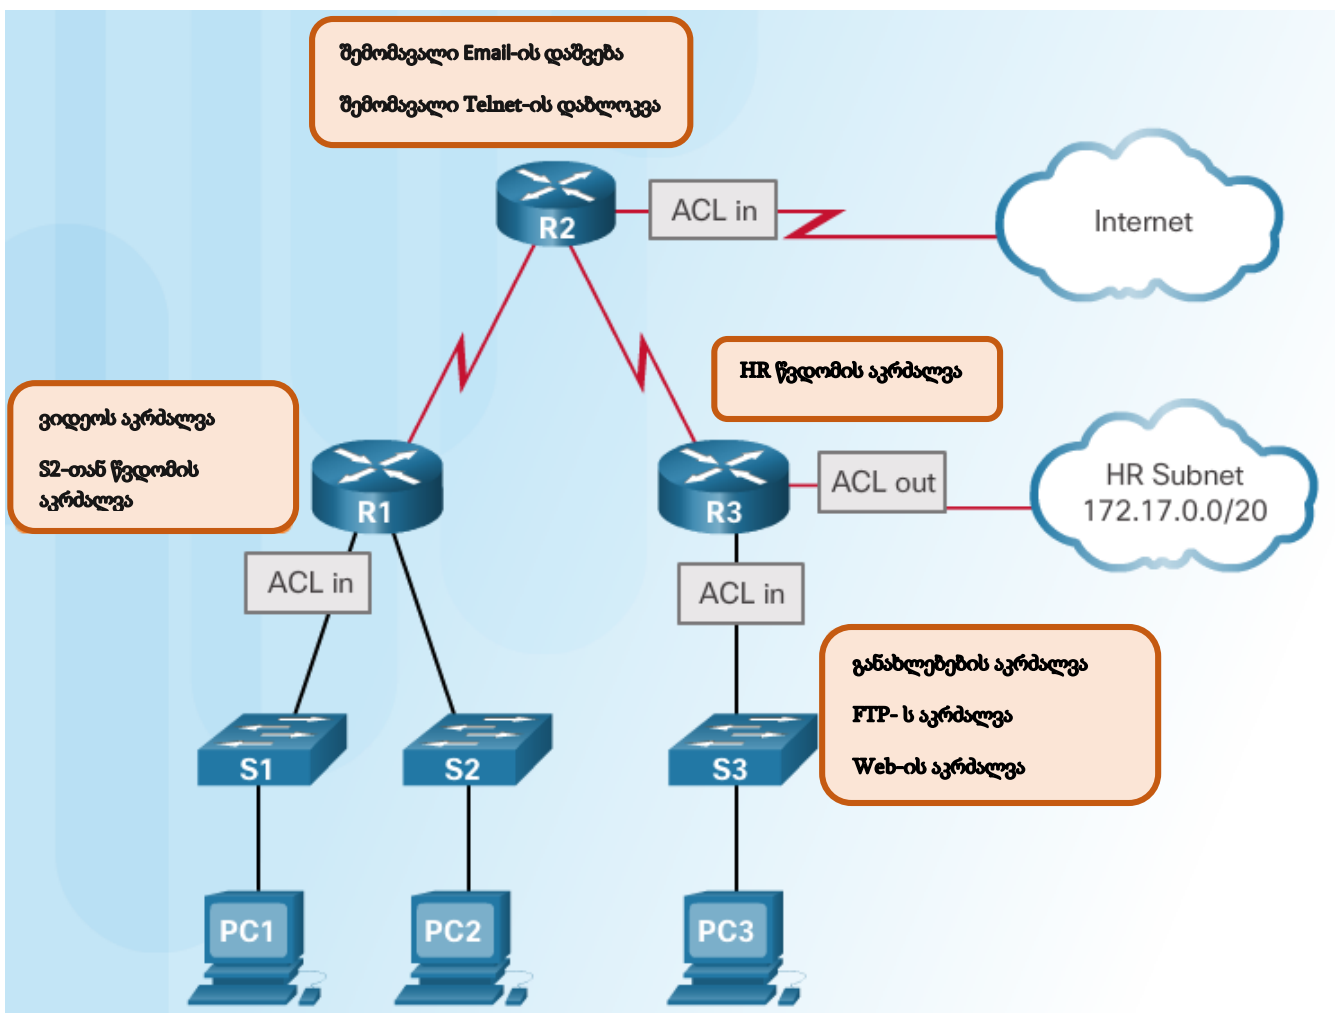 შემომავალი Email-ის დაშვება
შემომავალი Telnet-ის დაბლოკვა
R2
ACL in
Internet
HR წვდომის აკრძალვა
ვიდეოს აკრძალვა
S2-თან წვდომის
აკრძალვა
R1
R3
ACL out
HR Subnet
172.17.0.0/20
ACL in
ACL in
განახლებების აკრძალვა
FTP- ს აკრძალვა
Web-ის აკრძალვა
S1
S2
S3
PC1
PC2
PC3